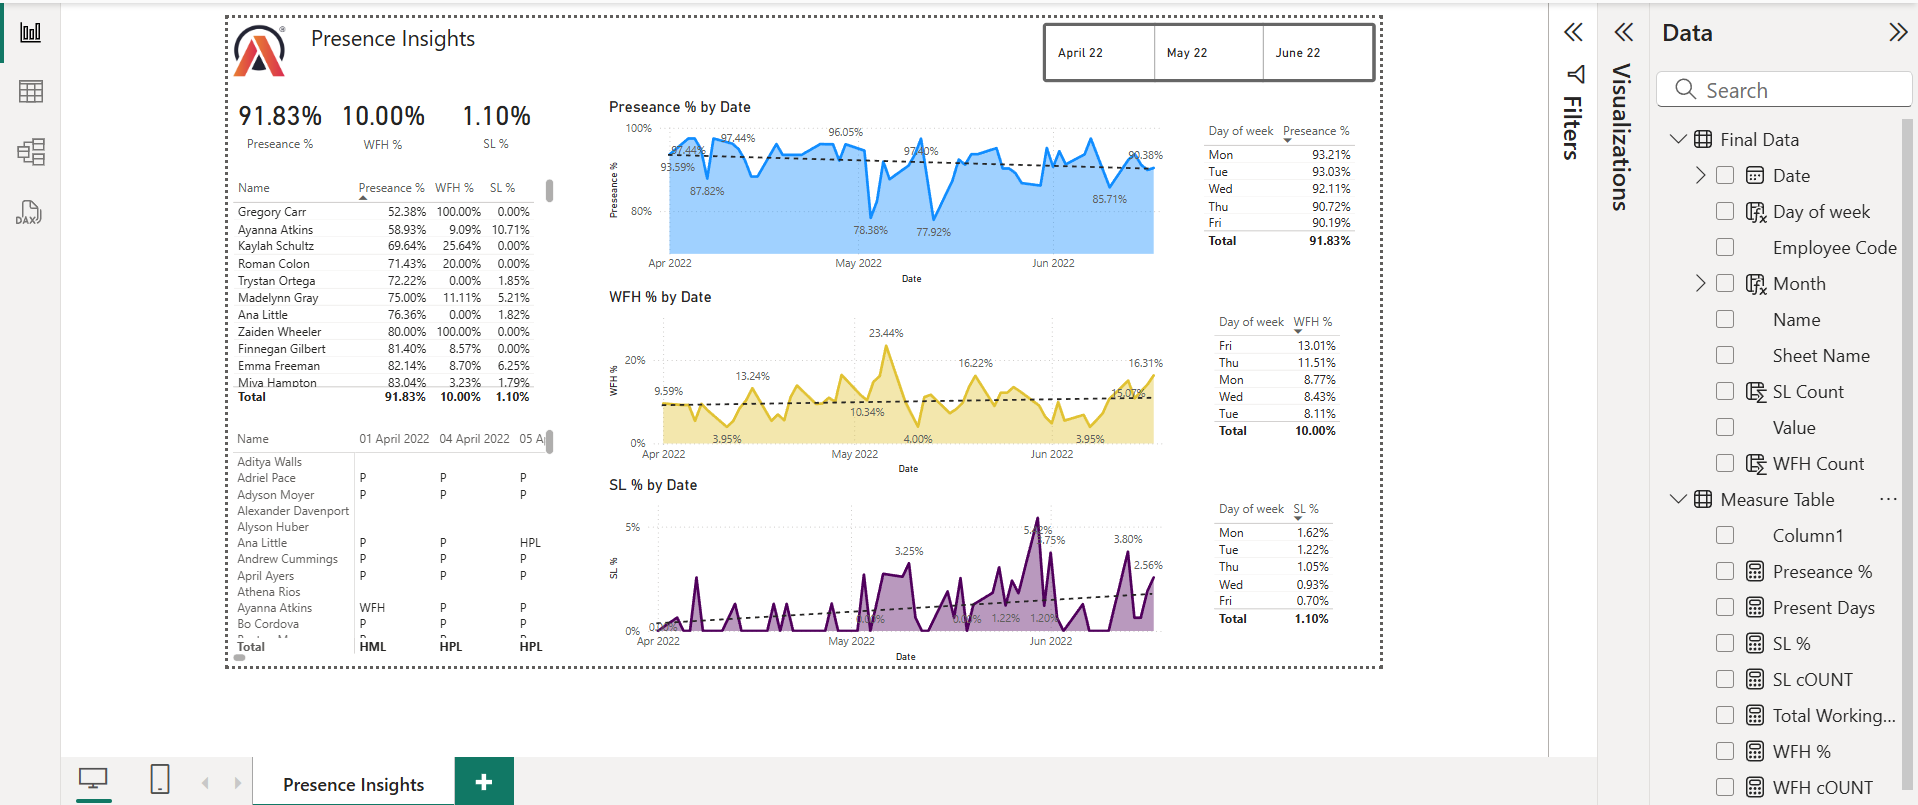 Presence Insights
April 22 May 22 June 22
91.83% 10.00% 1.10%
Preseance % WFH % SL %
Name Preseance % WFH % SL %
Gregory Carr 52.38% 100.00% 0.00%
Ayanna Atkins 58.93% 9.09% 10.71%
Kaylah Schultz 69.64% 25.64% 0.00%
Roman Colon 71.43% 20.00% 0.00%
Trystan Ortega 72.22% 0.00% 1.85%
Madelynn Gray 75.00% 11.11% 5.21%
Ana Little 76.36% 0.00% 1.82%
Zaiden Wheeler 80.00% 100.00% 0.00%
Finnegan Gilbert 81.40% 8.57% 0.00%
Emma Freeman 82.14% 8.70% 6.25%
Miya Hampton 83.04% 3.23% 1.79%
Total 91.83% 10.00% 1.10%
Name 01 April 2022 04 April 2022 05 A
Aditya Walls
Adriel Pace P P P
Adyson Moyer P P P
Alexander Davenport
Alyson Huber
Ana Little P P HPL
Andrew Cummings P P P
April Ayers P P P
Athena Rios
Ayanna Atkins WFH P P
Bo Cordova P P P
Total HML HPL HPL
Preseance % by Date
Preseance %
100%
80%
97.44%
93.59%
87.82%
97.44%
96.05%
78.38%
97.40%
77.92%
85.71%
90.38%
Apr 2022 May 2022 Jun 2022
Date
Day of week Preseance %
Mon 93.21%
Tue 93.03%
Wed 92.11%
Thu 90.72%
Fri 90.19%
Total 91.83%
WFH % by Date
WFH %
20%
0%
9.59%
3.95%
13.24%
10.34%
23.44%
4.00%
16.22%
3.95%
15.07%
16.31%
Apr 2022 May 2022 Jun 2022
Date
Day of week WFH %
Fri 13.01%
Thu 11.51%
Mon 8.77%
Wed 8.43%
Tue 8.11%
Total 10.00%
SL % by Date
SL %
5%
0%
3.25%
1.22%
1.20%
3.80%
2.56%
Apr 2022 May 2022 Jun 2022
Date
Day of week SL %
Mon 1.62%
Tue 1.22%
Thu 1.05%
Wed 0.93%
Fri 0.70%
Total 1.10%
Presence Insights
+
Filters
Visualizations
Data
Search
Final Data
Date
Day of week
Employee Code
Month
Name
Sheet Name
SL Count
Value
WFH Count
Measure Table
Column1
Preseance %
Present Days
SL %
SL cOUNT
Total Working...
WFH %
WFH cOUNT
DAX